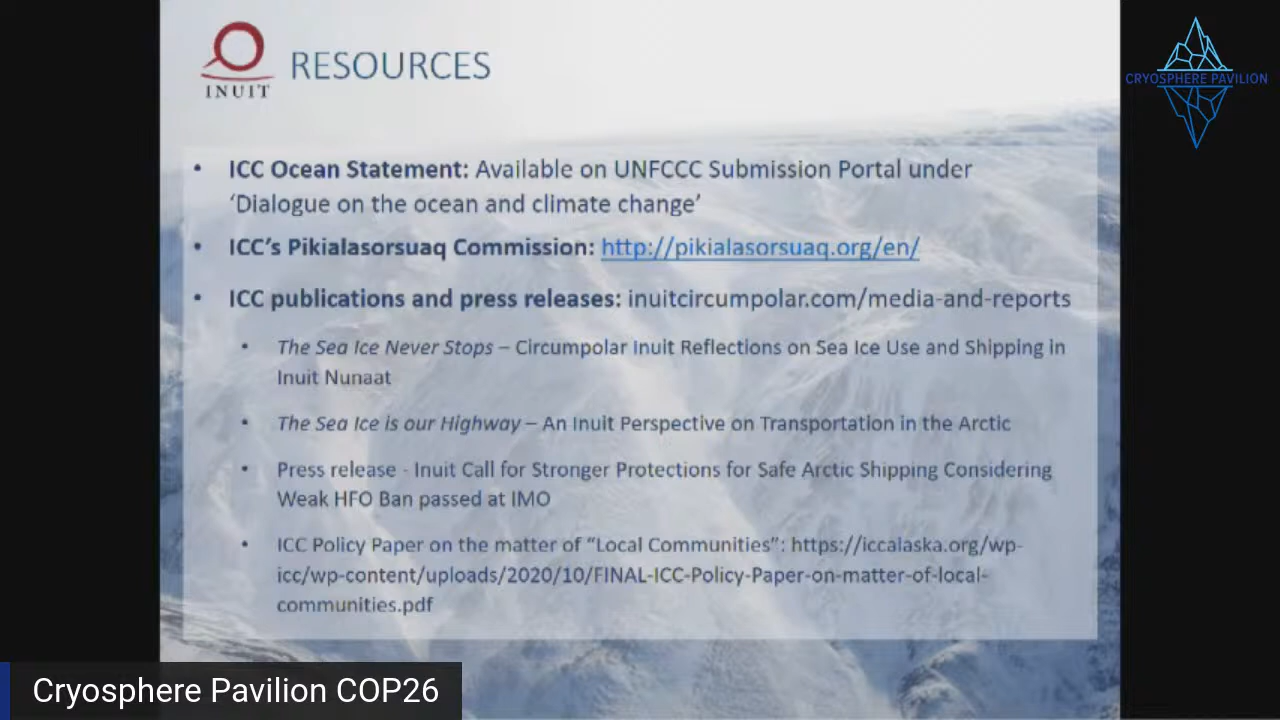 INUIT
RESOURCES
CRYOSPHERE PAVILION
• ICC Ocean Statement: Available on UNFCCC Submission Portal under
‘Dialogue on the ocean and climate change’
• ICC’s Pikialasorsuaq Commission: http://pikialasorsuaq.org/en/
• ICC publications and press releases: inuitcircumpolar.com/media-and-reports
• The Sea Ice Never Stops – Circumpolar Inuit Reflections on Sea Ice Use and Shipping in
Inuit Nunaat
• The Sea Ice is our Highway – An Inuit Perspective on Transportation in the Arctic
• Press release - Inuit Call for Stronger Protections for Safe Arctic Shipping Considering
Weak HFO Ban passed at IMO
• ICC Policy Paper on the matter of “Local Communities”: https://iccalaska.org/wp-
icc/wp-content/uploads/2020/10/FINAL-ICC-Policy-Paper-on-matter-of-local-
communities.pdf
Cryosphere Pavilion COP26